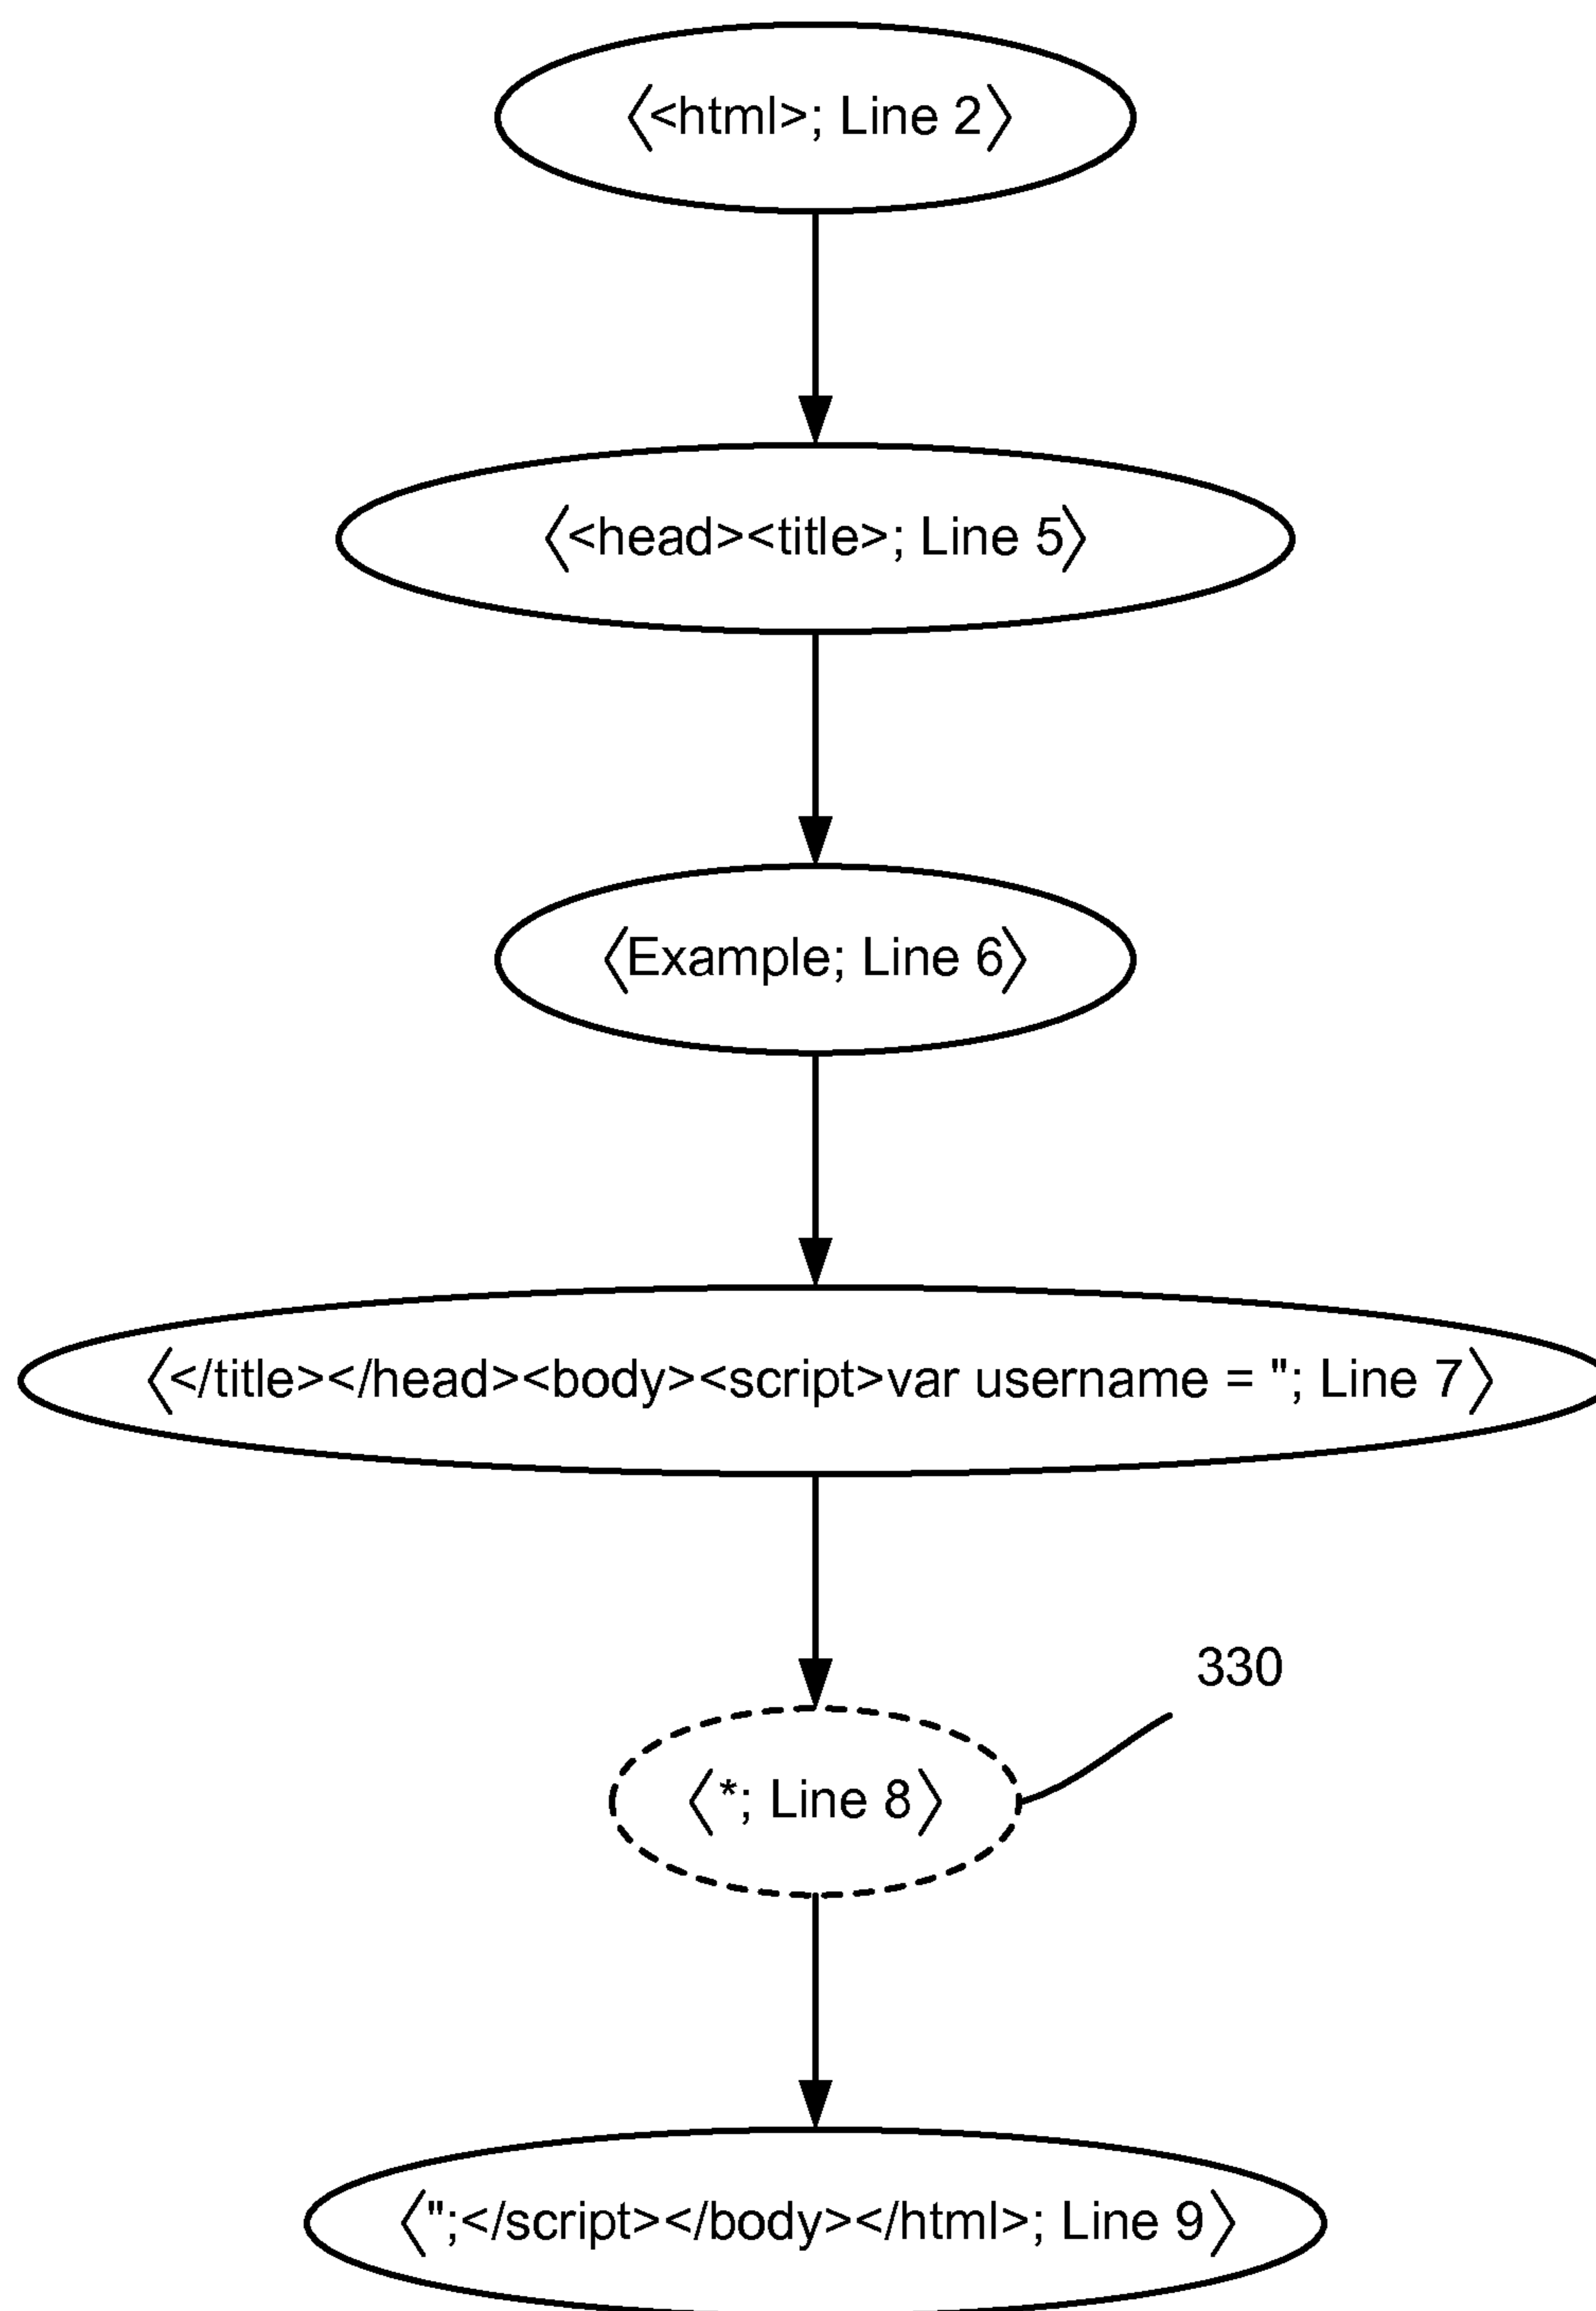 〈<html>; Line 2〉
〈<head><title>; Line 5〉
〈Example; Line 6〉
〈</title></head><body><script>var username = "; Line 7〉
330
〈*; Line 8〉
〈";</script></body></html>; Line 9〉